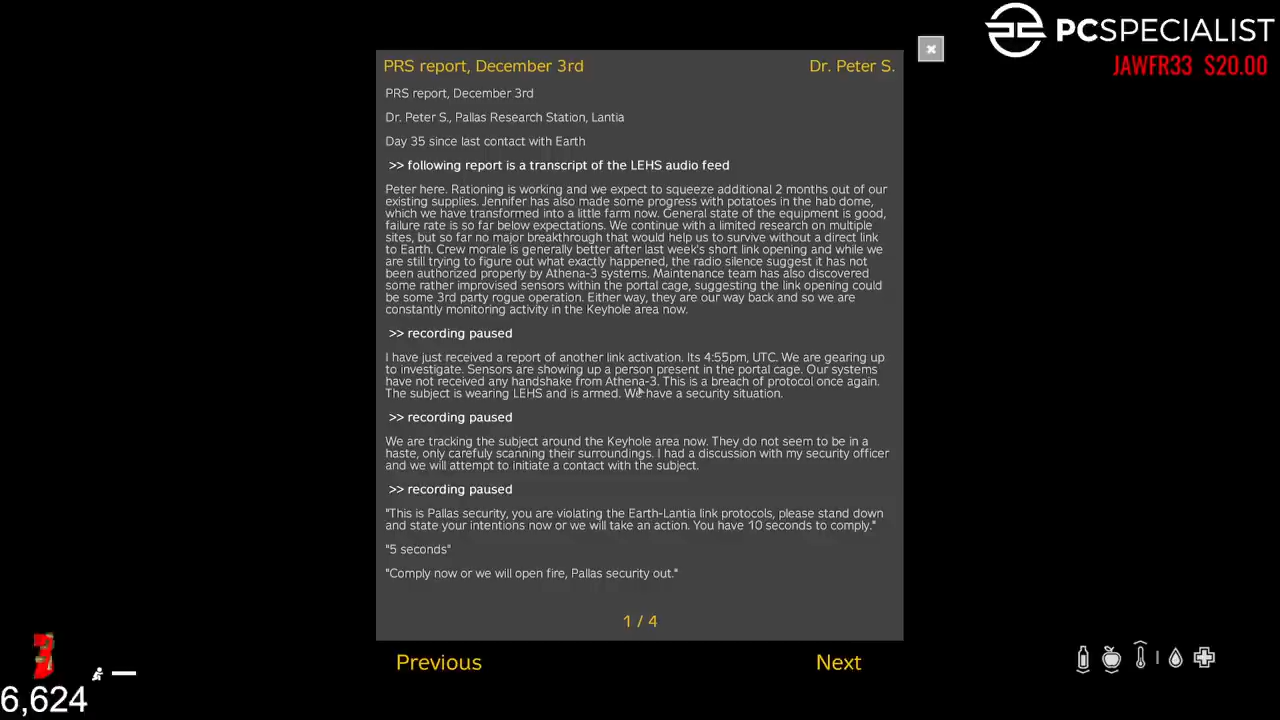 PCSPECIALIST
JAWFR33 $20.00
PRS report, December 3rd Dr. Peter S.
PRS report, December 3rd
Dr. Peter S., Pallas Research Station, Lantia
Day 35 since last contact with Earth
>> following report is a transcript of the LEHS audio feed
Peter here. Rationing is working and we expect to squeeze additional 2 months out of our
existing supplies. Jennifer has also made some progress with potatoes in the hab dome,
which we have transformed into a little farm now. General state of the equipment is good,
failure rate is so far below expectations. We continue with a limited research on multiple
sites, but so far no major breakthrough that would help us to survive without a direct link
to Earth. Crew morale is generally better after last week's short link opening and while we
are still trying to figure out what exactly happened, the radio silence suggest it has not
been authorized properly by Athena-3 systems. Maintenance team has also discovered
some rather improvised sensors within the portal cage, suggesting the link opening could
be some 3rd party rogue operation. Either way, they are our way back and so we are
constantly monitoring activity in the Keyhole area now.
>> recording paused
I have just received a report of another link activation. Its 4:55pm, UTC. We are gearing up
to investigate. Sensors are showing up a person present in the portal cage. Our systems
have not received any handshake from Athena-3. This is a breach of protocol once again.
The subject is wearing LEHS and is armed. We have a security situation.
>> recording paused
We are tracking the subject around the Keyhole area now. They do not seem to be in a
haste, only carefuly scanning their surroundings. I had a discussion with my security officer
and we will attempt to initiate a contact with the subject.
>> recording paused
"This is Pallas security, you are violating the Earth-Lantia link protocols, please stand down
and state your intentions now or we will take an action. You have 10 seconds to comply."
"5 seconds"
"Comply now or we will open fire, Pallas security out."
1 / 4
Previous Next
3
6,624